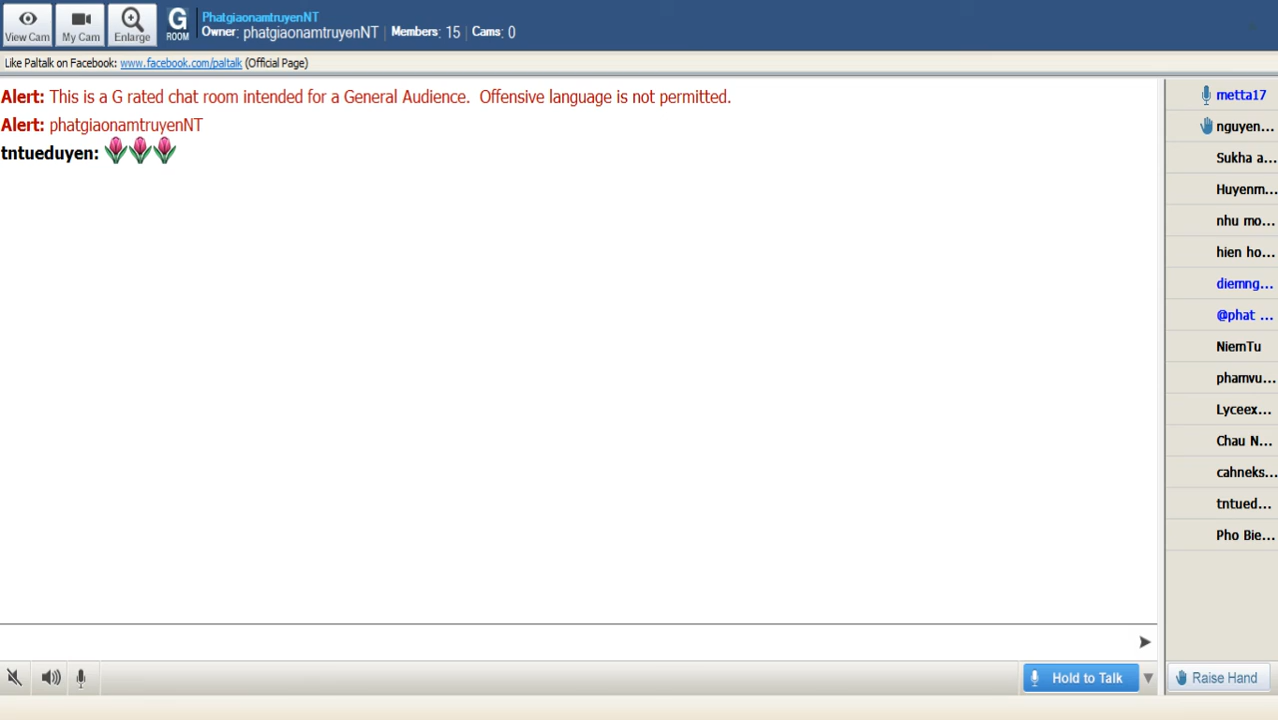 View Cam
My Cam
Enlarge
G
ROOM
PhatgiaonamtruyenNT
Owner: phatgiaonamtruyenNT Members: 15 Cams: 0
Like Paltalk on Facebook: www.facebook.com/paltalk (Official Page)
Alert: This is a G rated chat room intended for a General Audience. Offensive language is not permitted.
Alert: phatgiaonamtruyenNT
tntueduyen:
metta17
nguyen...
Sukha a...
Huyenm...
nhu mo...
hien ho...
diemng...
@phat ...
NiemTu
phamvu...
Lyceex...
Chau N...
cahneks...
tntued...
Pho Bie...
Hold to Talk
Raise Hand